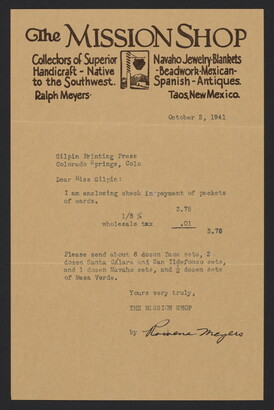 The MISSION SHOP
Collectors of Superior
Handicraft - Native
to the Southwest.
Ralph Meyers.
Navaho Jewelry-Blankets
-Beadwork-Mexican-
Spanish-Antiques.
Taos, New Mexico.
October 2, 1941
Gilpin Printing Press
Colorado Springs, Colo
Dear Miss Gilpin:
I am enclosing check in payment of packets
of cards.
3.75
1/5 %
wholesale tax .01
3.76
Please send about 6 dozen Taos sets, 2
dozen Santa Clara and San Ildefonso sets,
and 1 dozen Navaho sets, and ½ dozen sets
of Mesa Verde.
Yours very truly,
THE MISSION SHOP
by Rowena Meyers